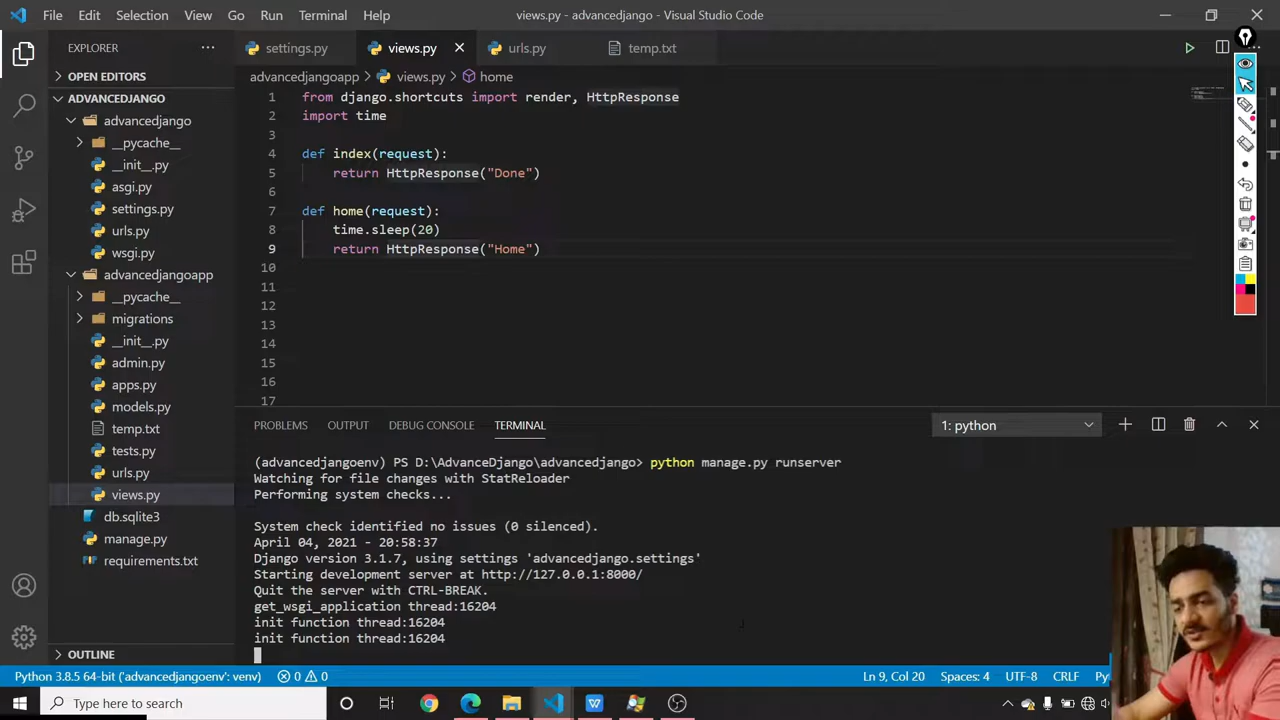 File Edit Selection View Go Run Terminal Help
views.py - advancedjango - Visual Studio Code
EXPLORER
OPEN EDITORS
ADVANCEDJANGO
advancedjango
__pycache__
__init__.py
asgi.py
settings.py
urls.py
wsgi.py
advancedjangoapp
__pycache__
migrations
__init__.py
admin.py
apps.py
models.py
temp.txt
tests.py
urls.py
views.py
db.sqlite3
manage.py
requirements.txt
OUTLINE
settings.py views.py urls.py temp.txt
advancedjangoapp > views.py > home
1 from django.shortcuts import render, HttpResponse
2 import time
3
4 def index(request):
5 return HttpResponse("Done")
6
7 def home(request):
8 time.sleep(20)
9 return HttpResponse("Home")
10
11
12
13
14
15
16
17
PROBLEMS OUTPUT DEBUG CONSOLE TERMINAL 1: python
(advancedjangoenv) PS D:\AdvanceDjango\advancedjango> python manage.py runserver
Watching for file changes with StatReloader
Performing system checks...
System check identified no issues (0 silenced).
April 04, 2021 - 20:58:37
Django version 3.1.7, using settings 'advancedjango.settings'
Starting development server at http://127.0.0.1:8000/
Quit the server with CTRL-BREAK.
get_wsgi_application thread:16204
init function thread:16204
init function thread:16204
Python 3.8.5 64-bit ('advancedjangoenv': venv) 0 0 Ln 9, Col 20 Spaces: 4 UTF-8 CRLF Py
Type here to search